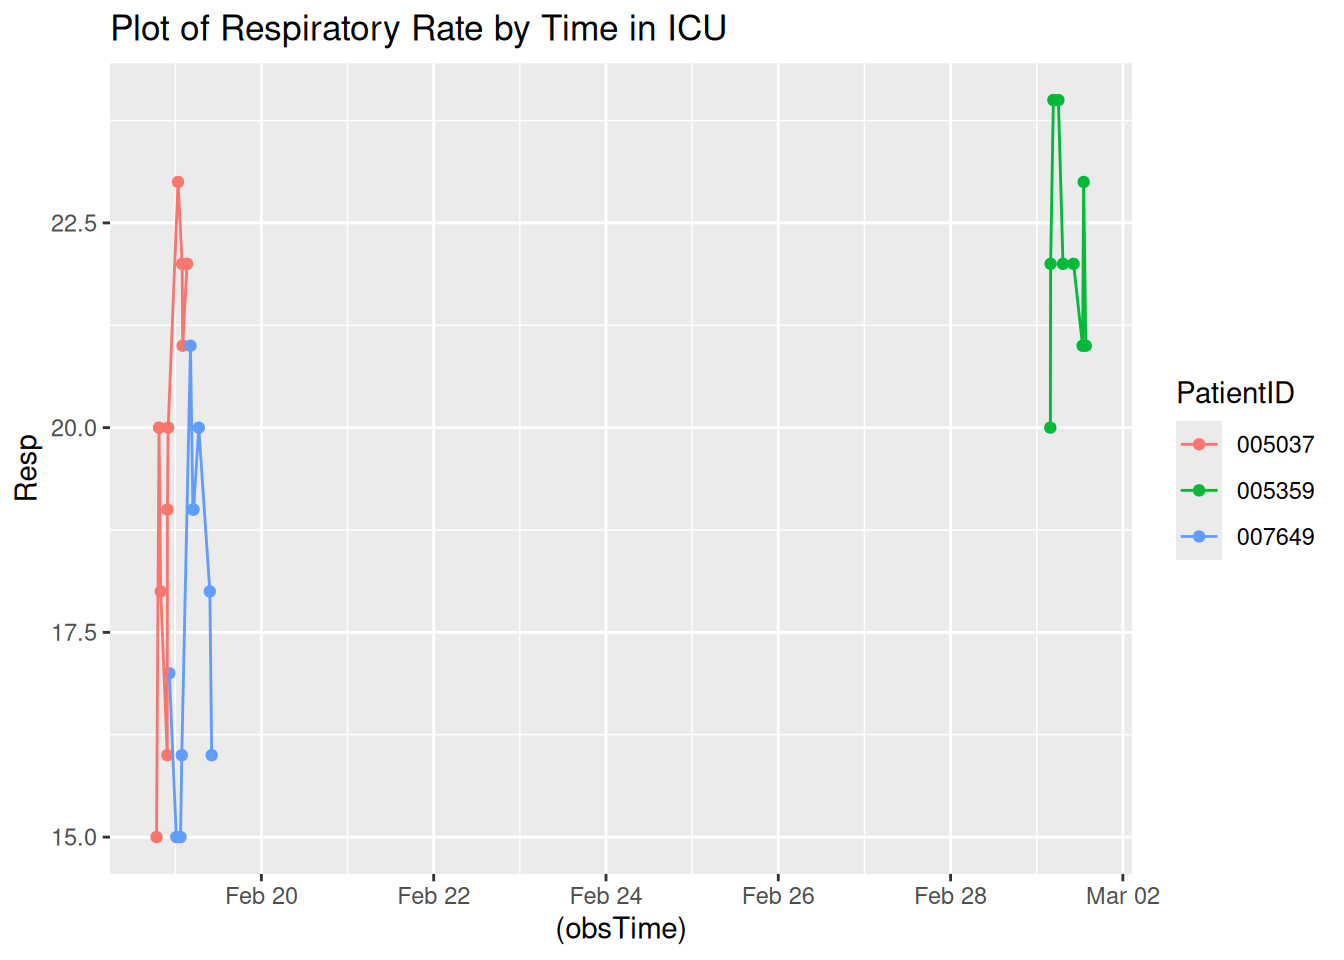 Plot of Respiratory Rate by Time in ICU
22.5
20.0
17.5
15.0
Resp
Feb 20
Feb 22
Feb 24
Feb 26
Feb 28
Mar 02
(obsTime)
PatientID
005037
005359
007649